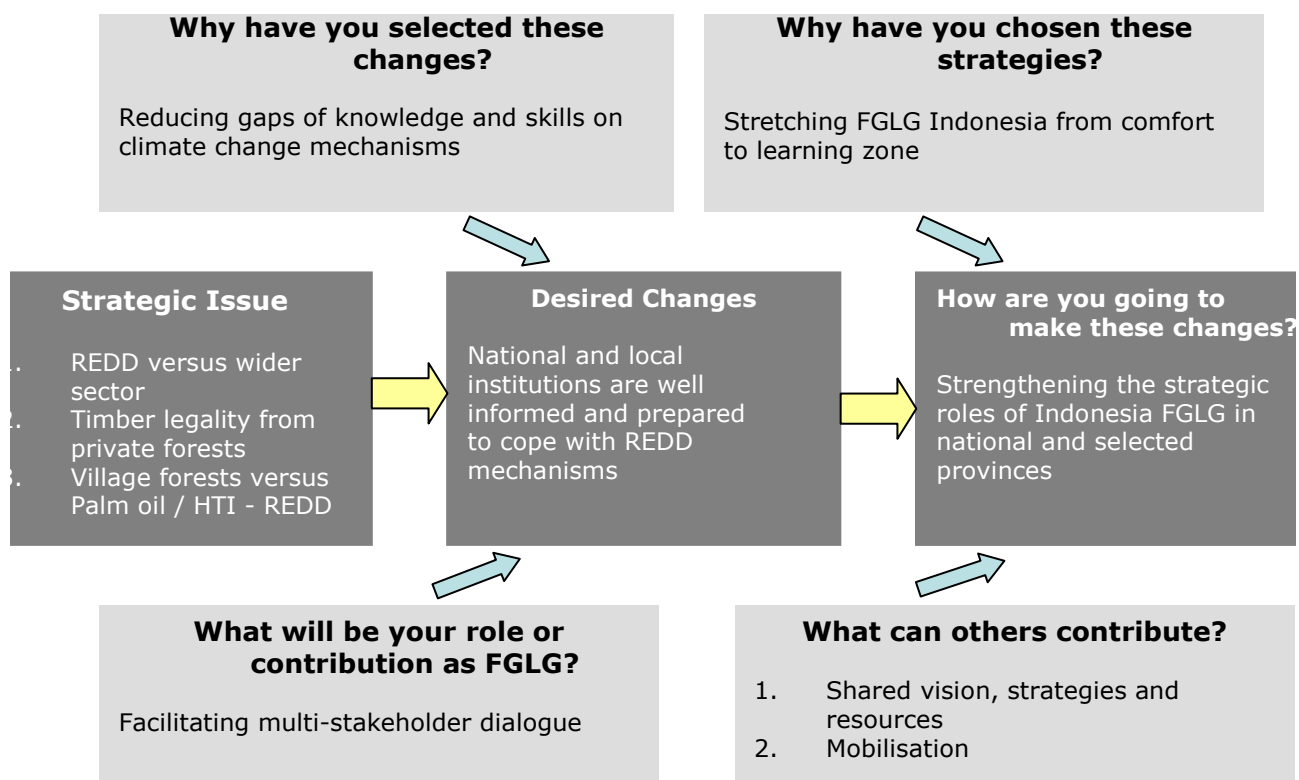 Why have you selected these
changes?
Reducing gaps of knowledge and skills on
climate change mechanisms
Why have you chosen these
strategies?
Stretching FGLG Indonesia from comfort
to learning zone
Strategic Issue
1. REDD versus wider
sector
2. Timber legality from
private forests
3. Village forests versus
Palm oil / HTI - REDD
Desired Changes
National and local
institutions are well
informed and prepared
to cope with REDD
mechanisms
How are you going to
make these changes?
Strengthening the strategic
roles of Indonesia FGLG in
national and selected
provinces
What will be your role or
contribution as FGLG?
Facilitating multi-stakeholder dialogue
What can others contribute?
1. Shared vision, strategies and
resources
2. Mobilisation